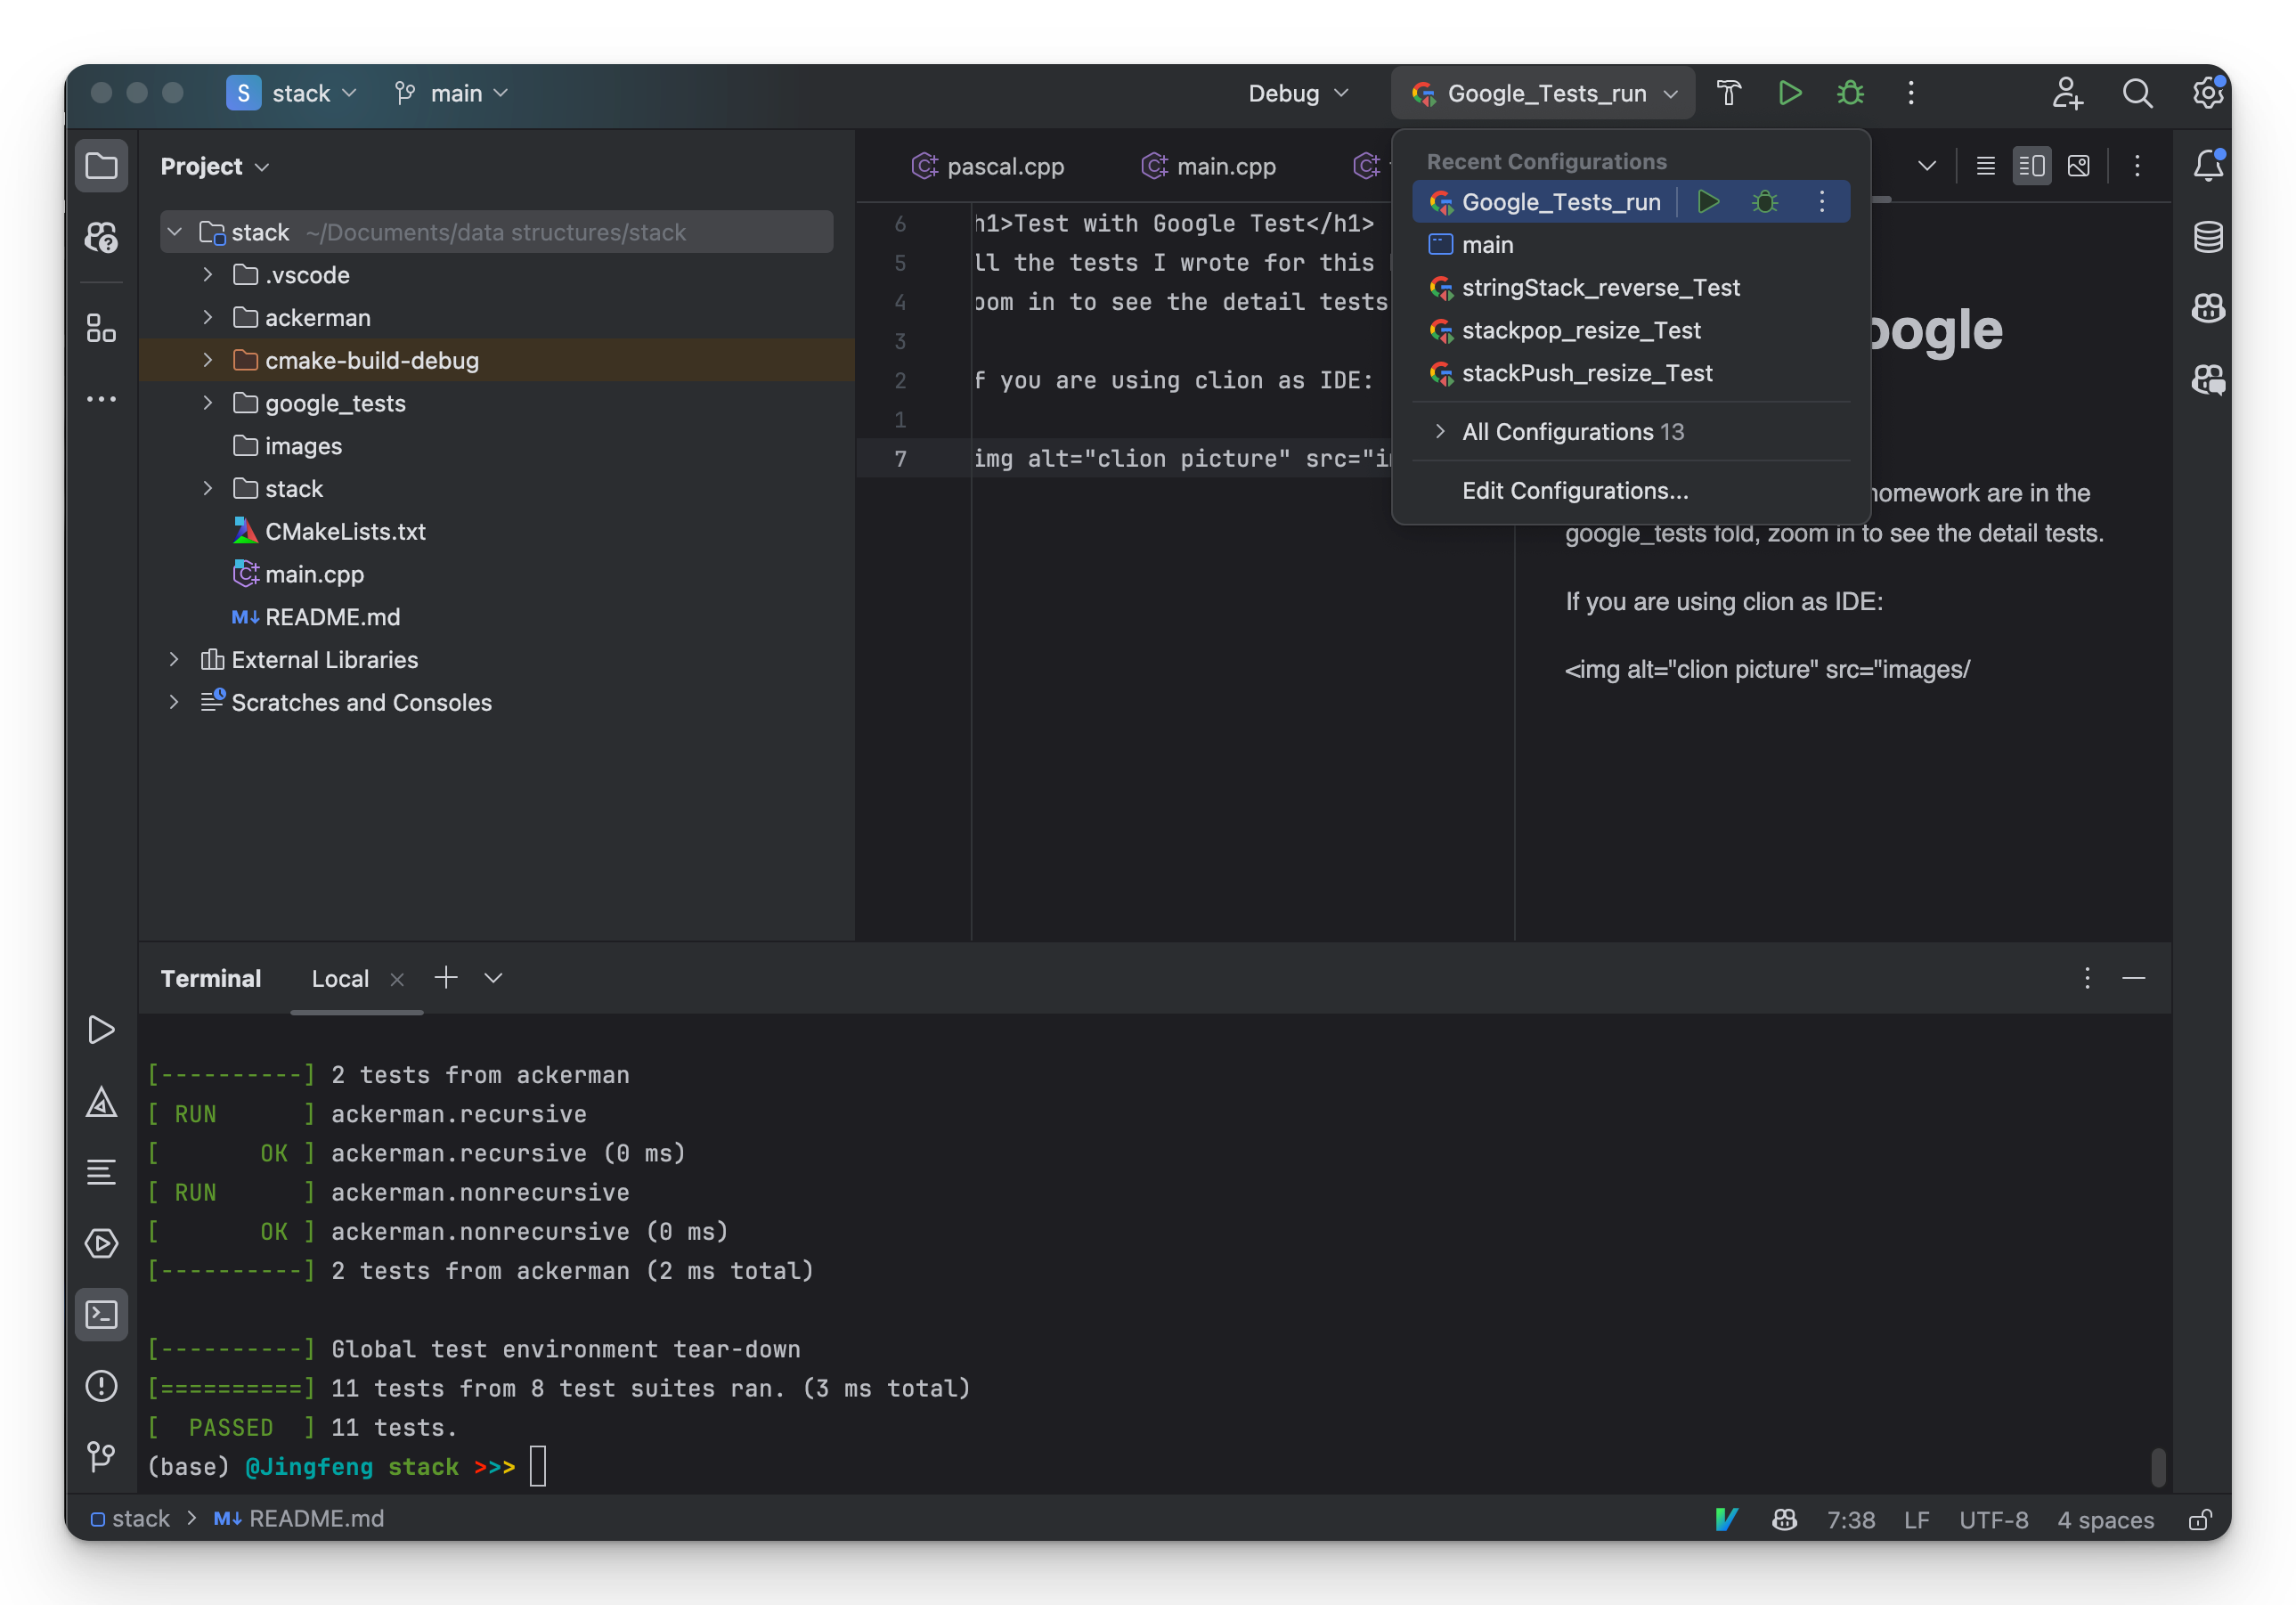 S stack main Debug Google_Tests_run
Project
pascal.cpp main.cpp
Recent Configurations
Google_Tests_run
main
stringStack_reverse_Test
stackpop_resize_Test
stackPush_resize_Test
All Configurations 13
Edit Configurations...
stack ~/Documents/data structures/stack
.vscode
ackerman
cmake-build-debug
google_tests
images
stack
CMakeLists.txt
main.cpp
README.md
External Libraries
Scratches and Consoles
6 h1>Test with Google Test</h1>
5 ll the tests I wrote for this
4 oom in to see the detail tests
3
2 f you are using clion as IDE:
1
7 img alt="clion picture" src="i
oogle
homework are in the
google_tests fold, zoom in to see the detail tests.
If you are using clion as IDE:
<img alt="clion picture" src="images/
Terminal Local
[----------] 2 tests from ackerman
[ RUN      ] ackerman.recursive
[       OK ] ackerman.recursive (0 ms)
[ RUN      ] ackerman.nonrecursive
[       OK ] ackerman.nonrecursive (0 ms)
[----------] 2 tests from ackerman (2 ms total)
[----------] Global test environment tear-down
[==========] 11 tests from 8 test suites ran. (3 ms total)
[  PASSED  ] 11 tests.
(base) @Jingfeng stack >>>
stack > M↓ README.md 7:38 LF UTF-8 4 spaces